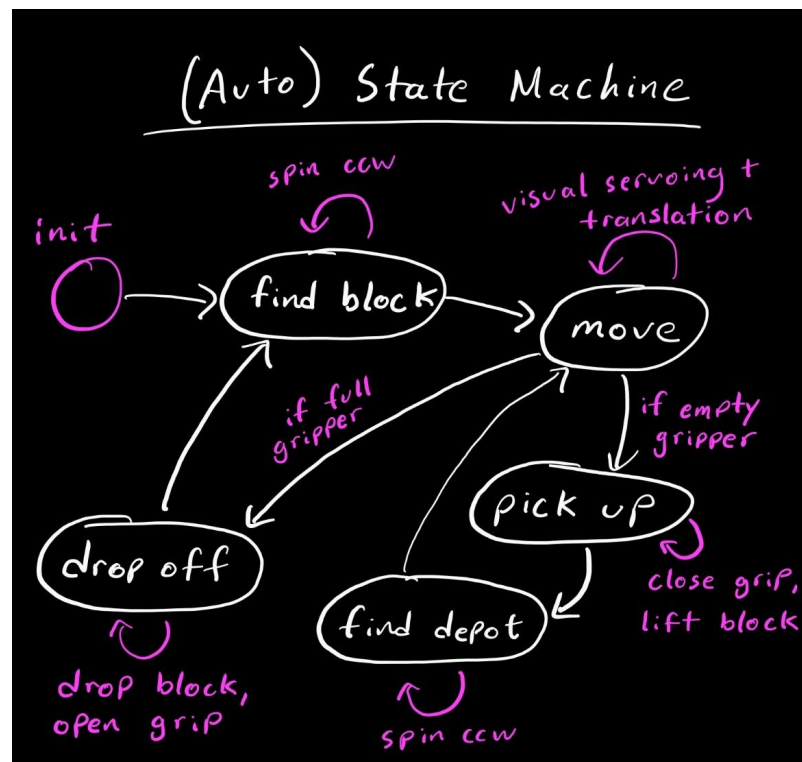 (Auto) State Machine
spin ccw
visual servoing +
translation
init
find block
move
if full
gripper
if empty
gripper
pick up
drop off
close grip,
lift block
find depot
drop block,
open grip
spin ccw